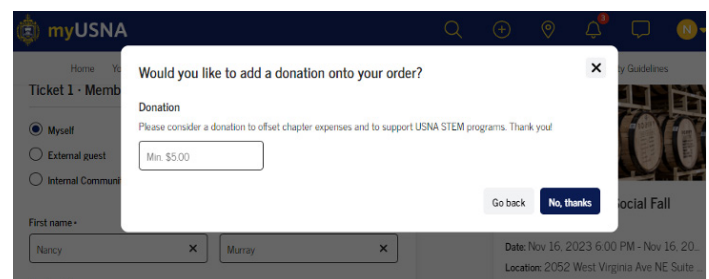 myUSNA
3
N
Home Yo
ty Guidelines
Would you like to add a donation onto your order?
Ticket 1 · Memb
Donation
Please consider a donation to offset chapter expenses and to support USNA STEM programs. Thank you!
Myself
External guest
Min. $5.00
Internal Communi
Go back
No, thanks
ocial Fall
First name
Nancy
Murray
Date: Nov 16, 2023 6:00 PM - Nov 16, 20...
Location: 2052 West Virginia Ave NE Suite ...